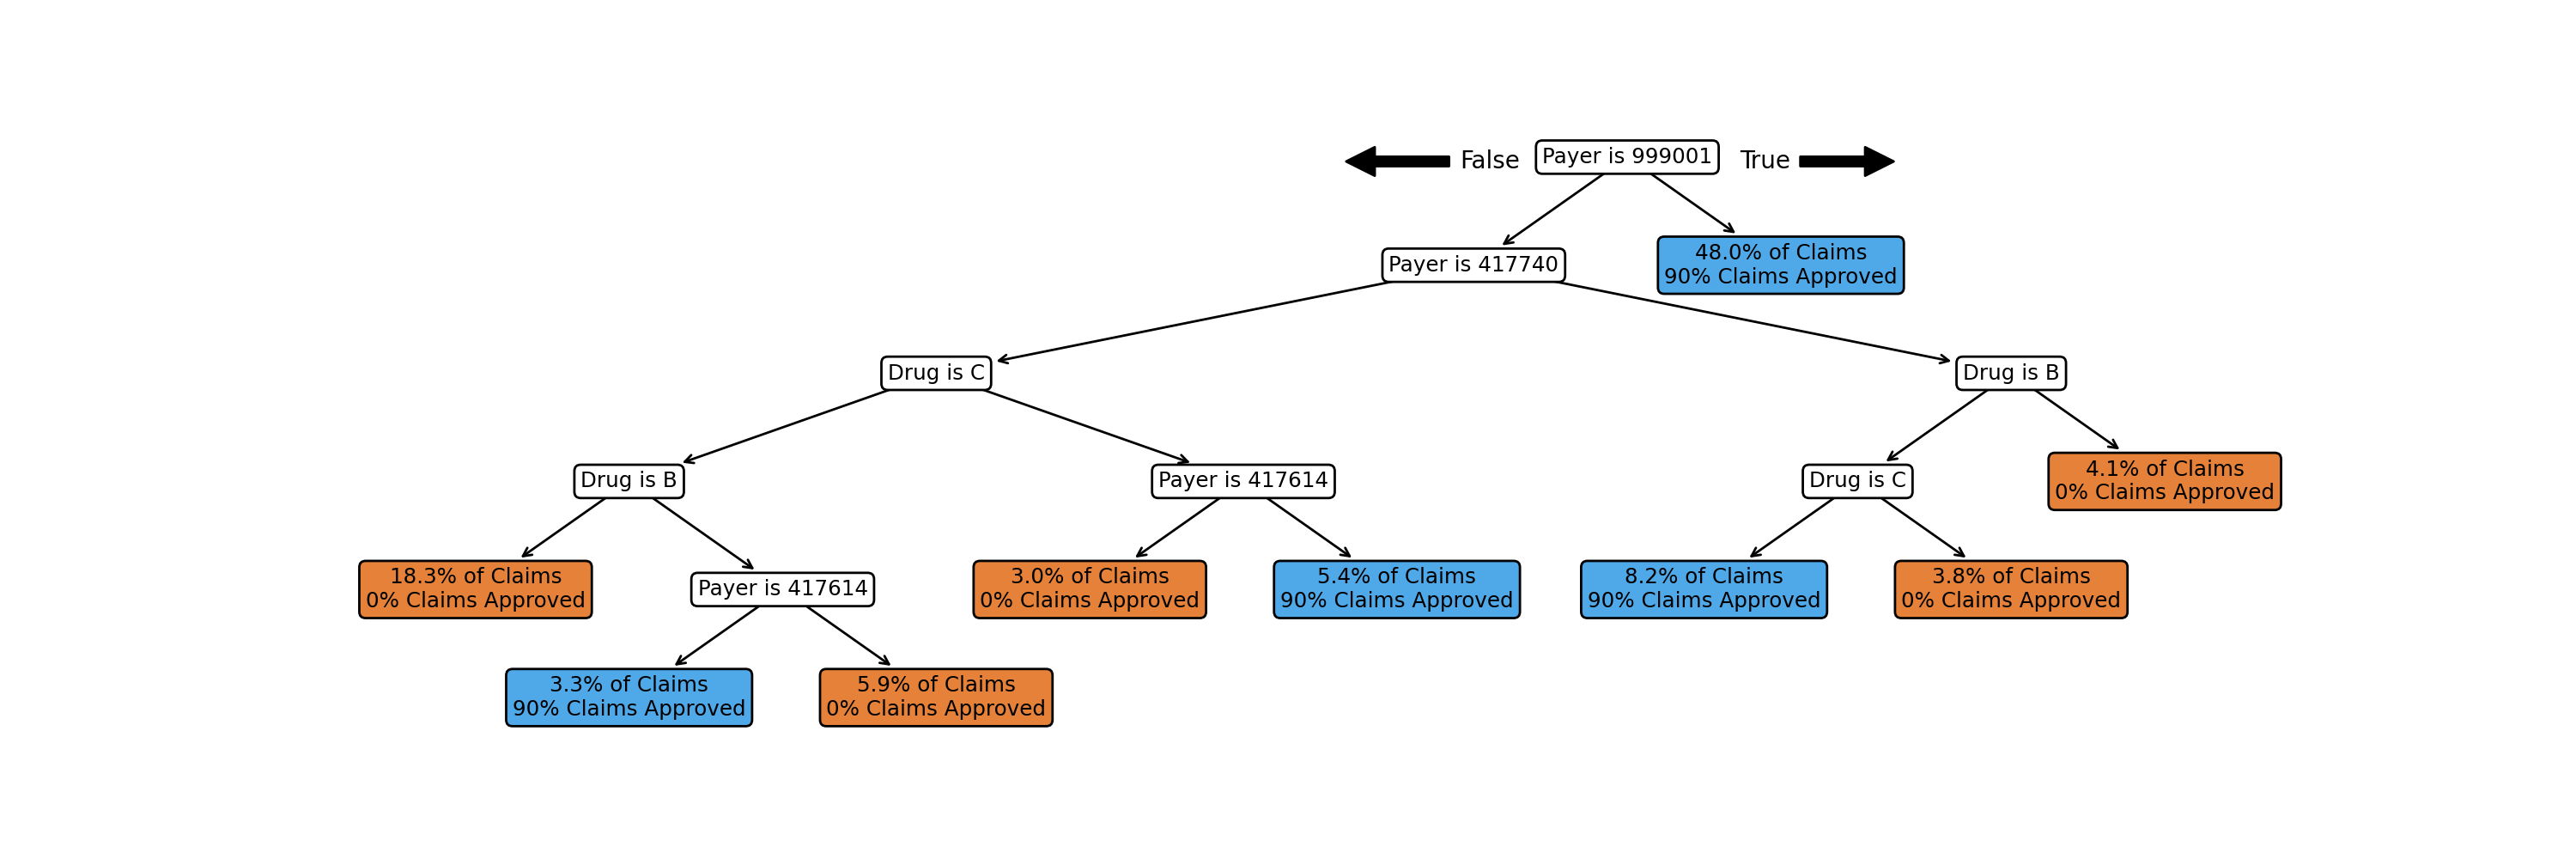 False
Payer is 999001
True
Payer is 417740
48.0% of Claims
90% Claims Approved
Drug is C
Drug is B
Drug is B
Payer is 417614
Drug is C
4.1% of Claims
0% Claims Approved
18.3% of Claims
0% Claims Approved
Payer is 417614
3.0% of Claims
0% Claims Approved
5.4% of Claims
90% Claims Approved
8.2% of Claims
90% Claims Approved
3.8% of Claims
0% Claims Approved
3.3% of Claims
90% Claims Approved
5.9% of Claims
0% Claims Approved